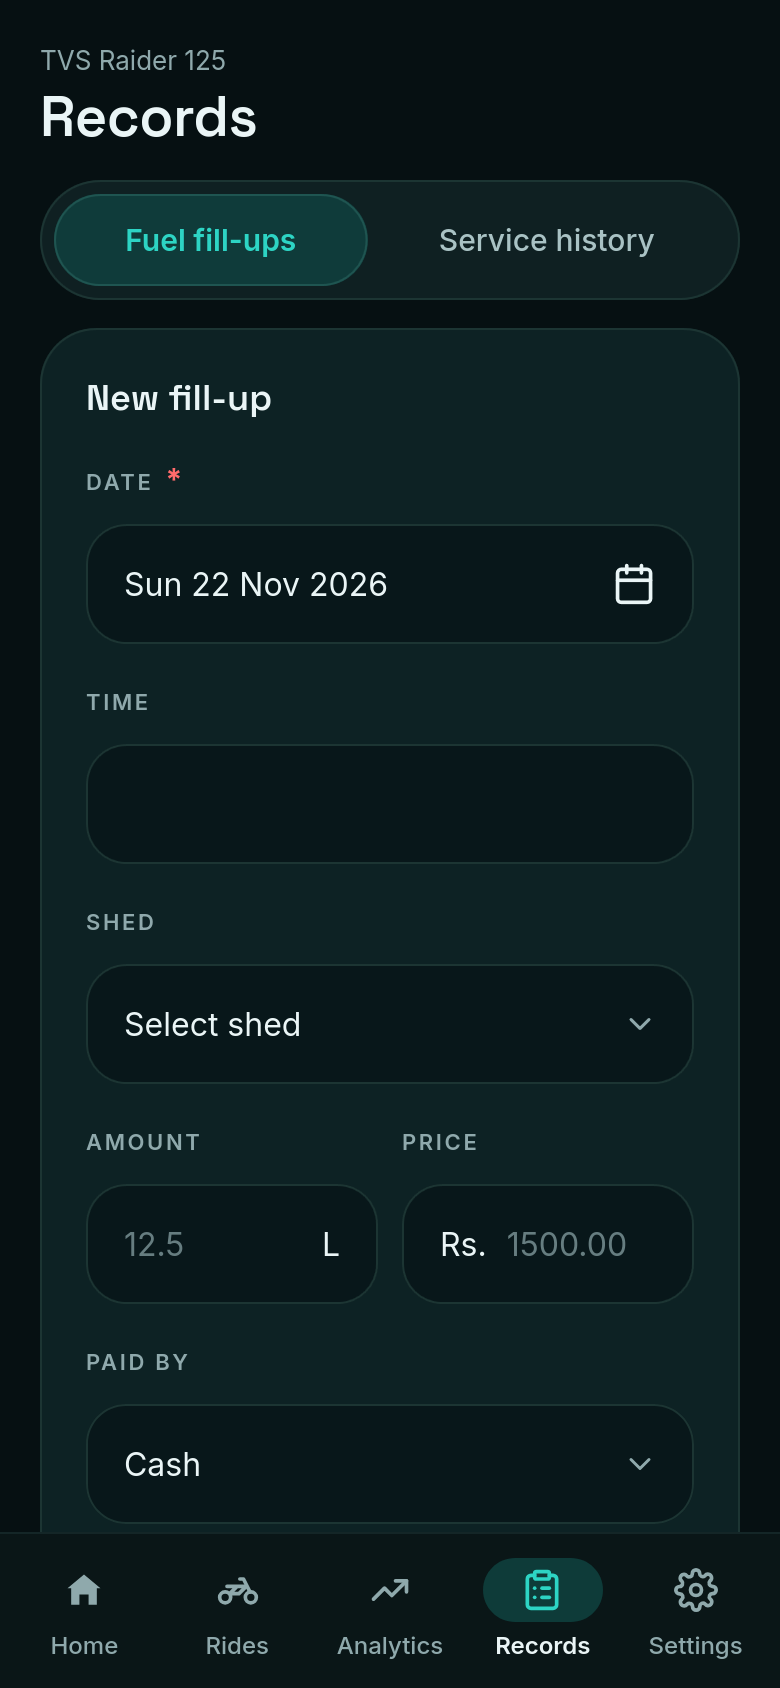 TVS Raider 125
Records
Fuel fill-ups
Service history
New fill-up
DATE *
Sun 22 Nov 2026
TIME
SHED
Select shed
AMOUNT
PRICE
12.5 L
Rs. 1500.00
PAID BY
Cash
Home
Rides
Analytics
Records
Settings